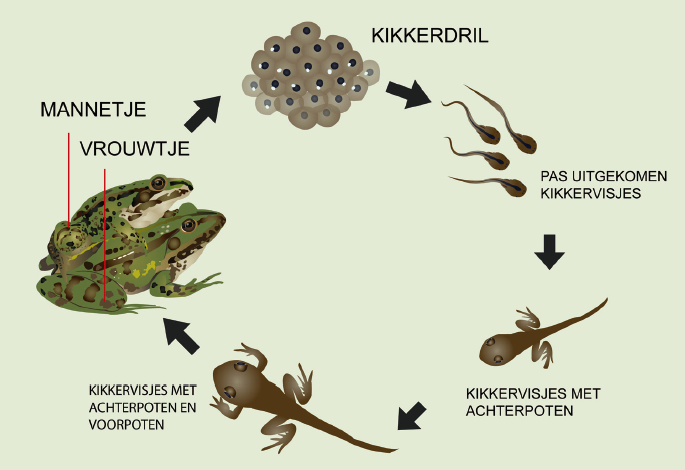 KIKKERDRIL
MANNETJE
VROUWTJE
PAS UITGEKOMEN
KIKKERVISJES
KIKKERVISJES MET
ACHTERPOTEN
KIKKERVISJES MET
ACHTERPOTEN EN
VOORPOTEN